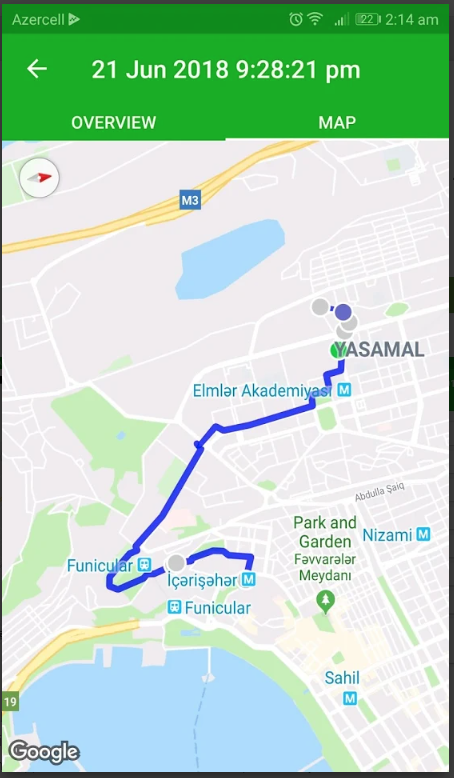 Azercell
22
2:14 am
21 Jun 2018 9:28:21 pm
OVERVIEW
MAP
M3
YASAMAL
Elmlər Akademiyası M
Abdulla Şaiq
Park and
Garden
Fəvvarələr
Meydanı
Nizami M
Funicular
İçərişəhər M
Funicular
Sahil
M
19
Google